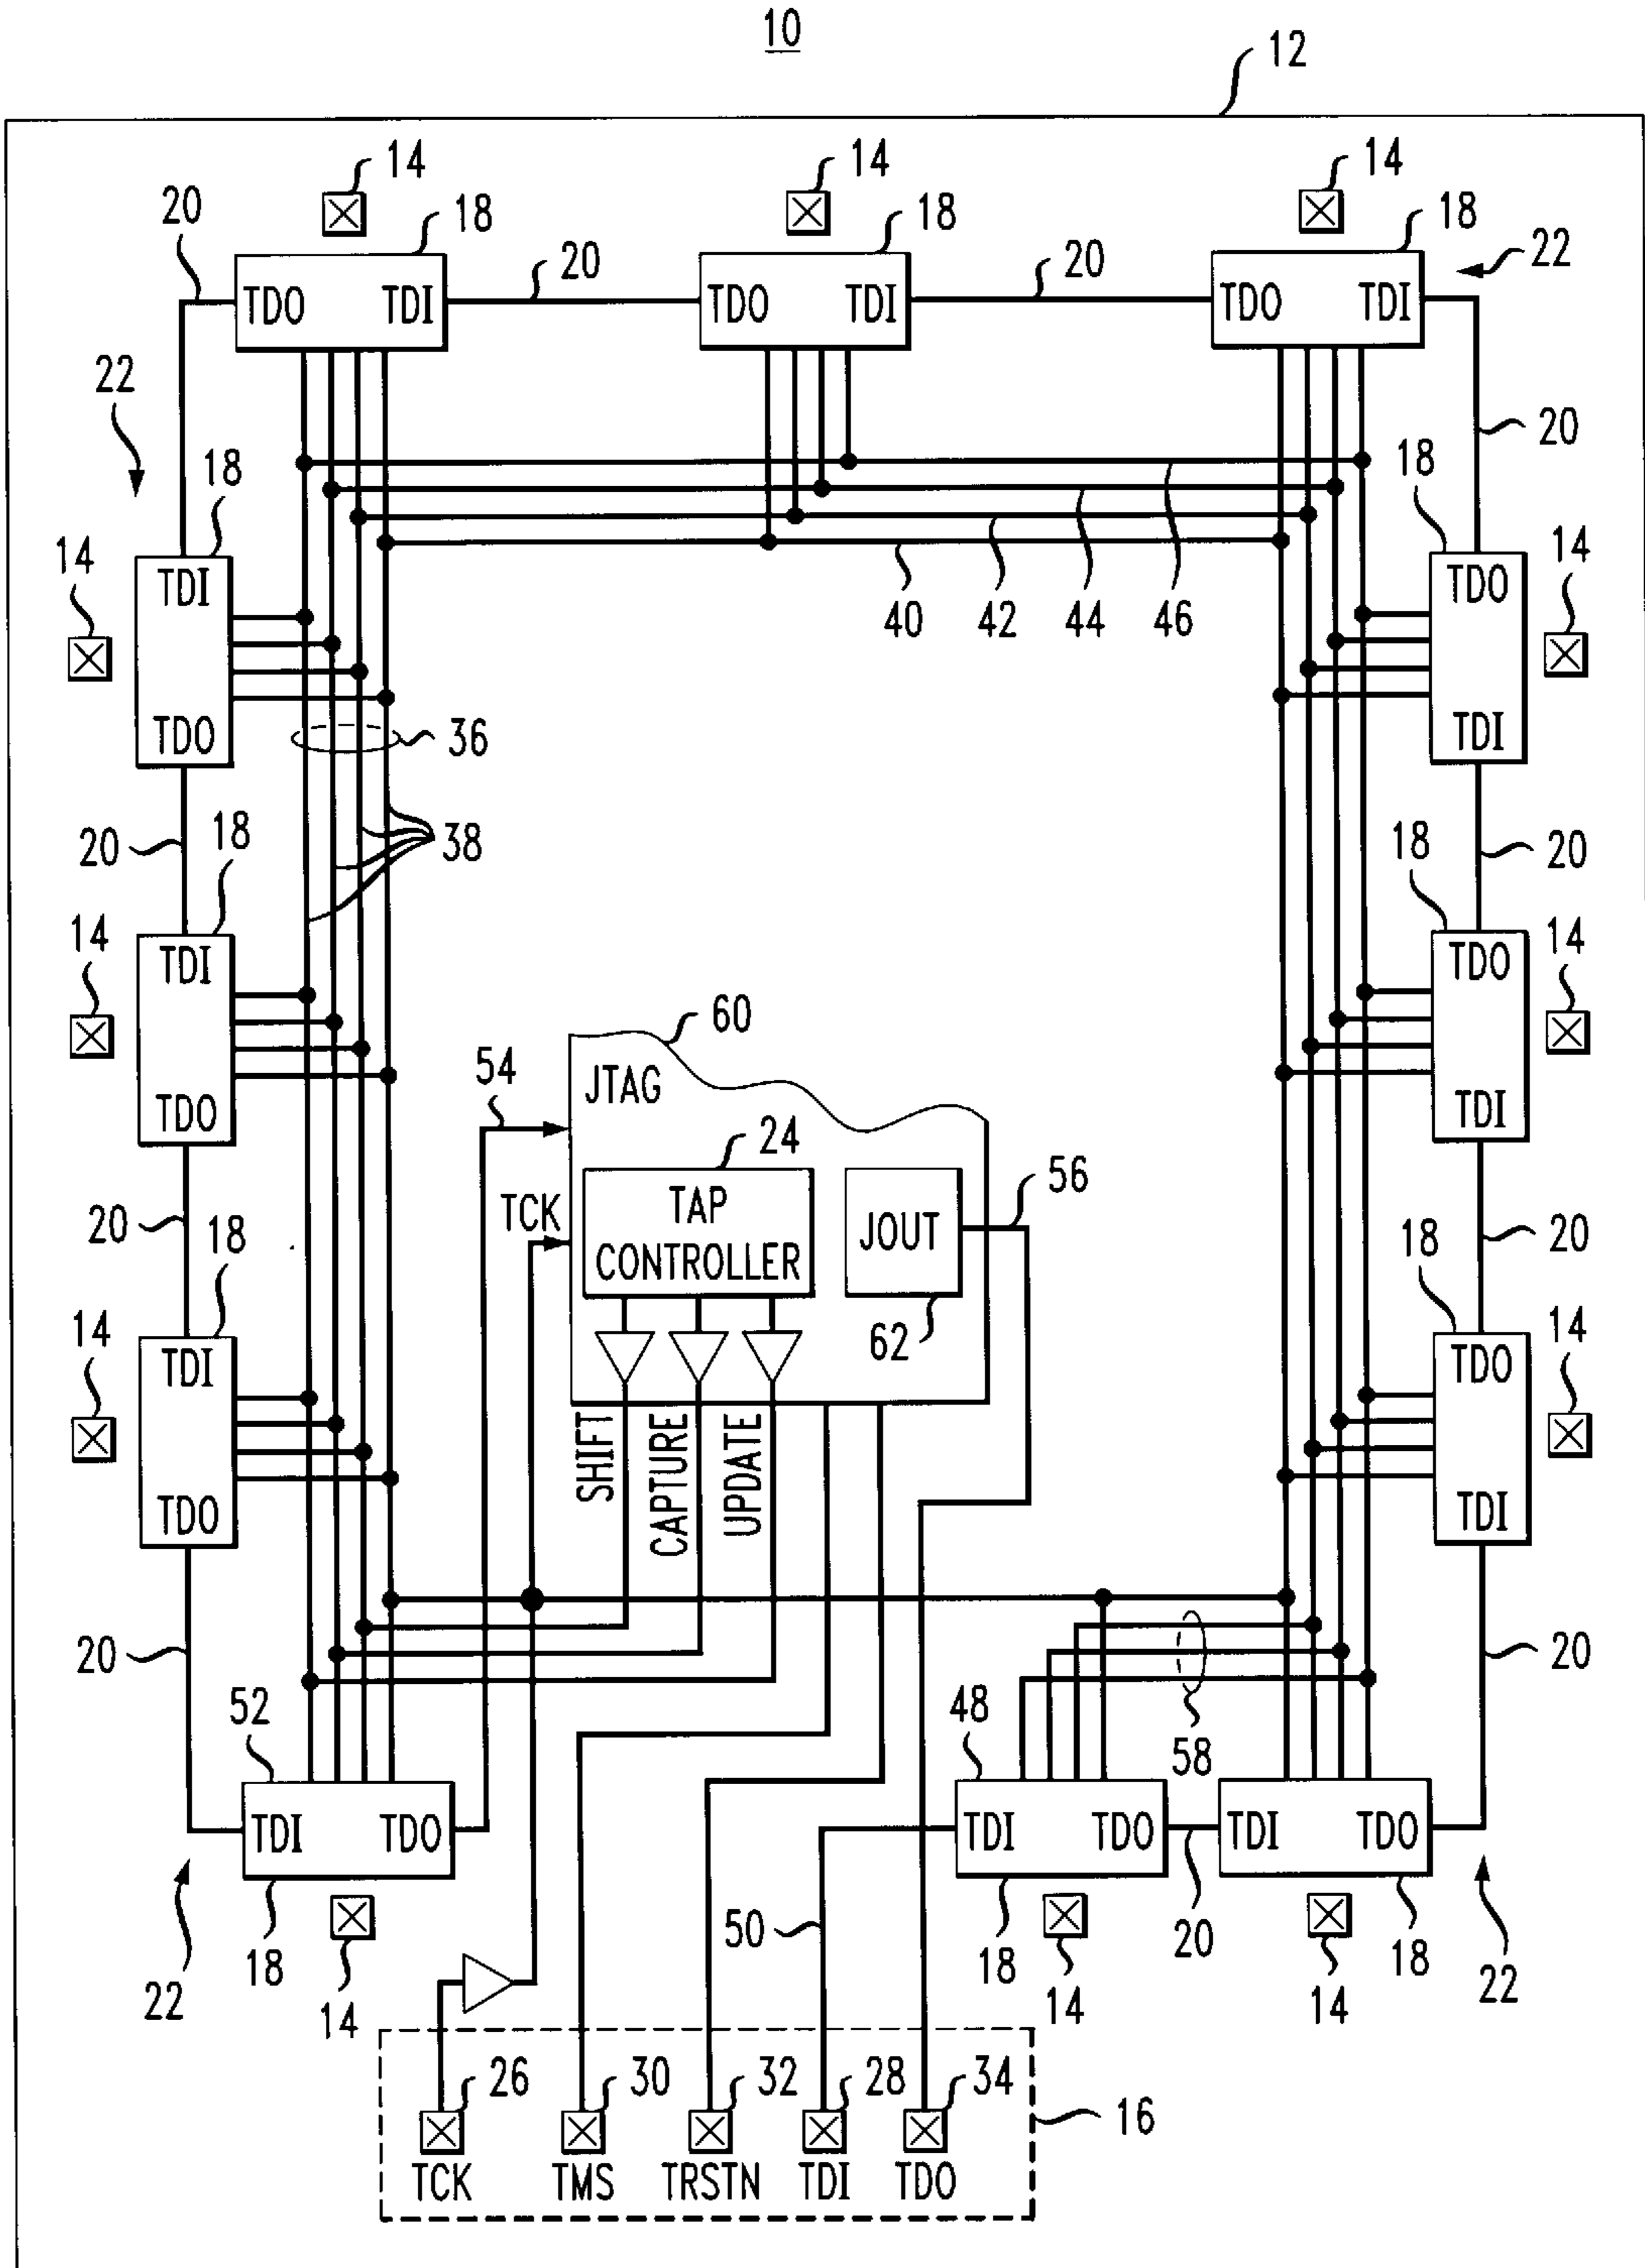 10
12
14 14 14
20 18 20 18 20 18 22
TDO TDI TDO TDI TDO TDI
22 20
18 18
14 TDI TDO 14
40 42 44 46
TDO 36 TDI
20 18 38 18 20
14 TDI TDO 14
60
54 JTAG
TDO 24 TDI
TCK TAP CONTROLLER JOUT 56
20 18 18 20
62
14 TDI TDO 14
SHIFT CAPTURE UPDATE
TDO TDI
20 20
52 48 58
TDI TDO TDI TDO TDI TDO
50
22 18 14 18 14 20 14 18 22
26 30 32 28 34 16
TCK TMS TRSTN TDI TDO